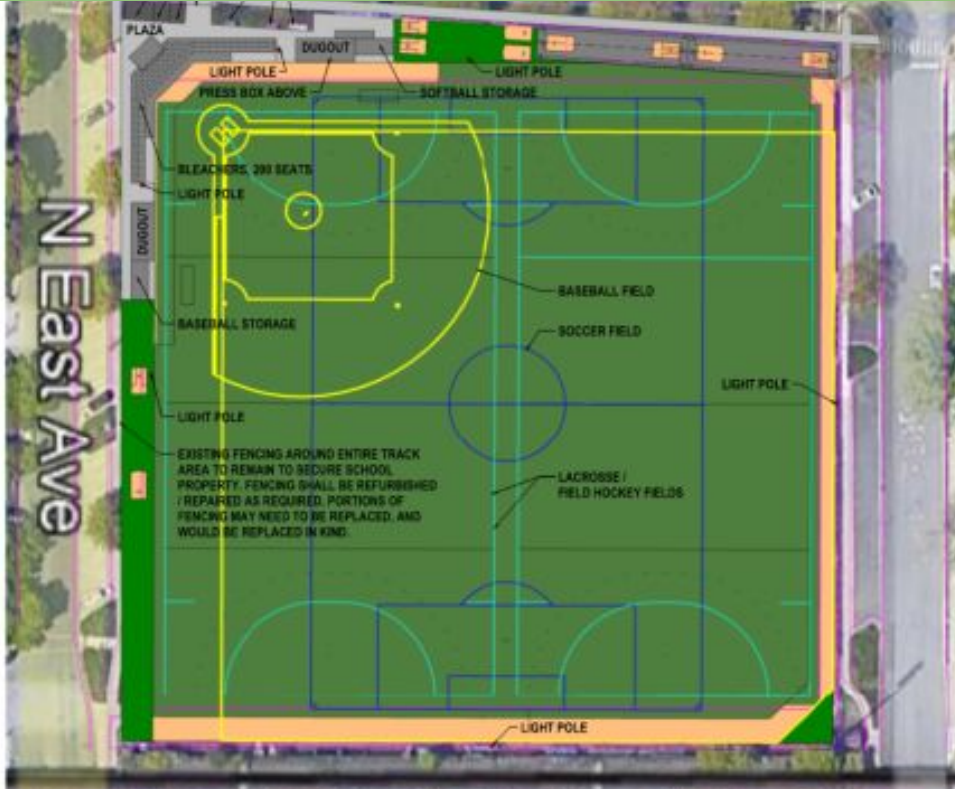 PLAZA
DUGOUT
LIGHT POLE
LIGHT POLE
PRESS BOX ABOVE
SOFTBALL STORAGE
BLEACHERS, 200 SEATS
LIGHT POLE
DUGOUT
N East Ave
BASEBALL FIELD
BASEBALL STORAGE
SOCCER FIELD
LIGHT POLE
LIGHT POLE
EXISTING FENCING AROUND ENTIRE TRACK
AREA TO REMAIN TO SECURE SCHOOL
PROPERTY. FENCING SHALL BE REFURBISHED
/ REPAIRED AS REQUIRED. PORTIONS OF
FENCING MAY NEED TO BE REPLACED, AND
WOULD BE REPLACED IN KIND.
LACROSSE /
FIELD HOCKEY FIELDS
LIGHT POLE